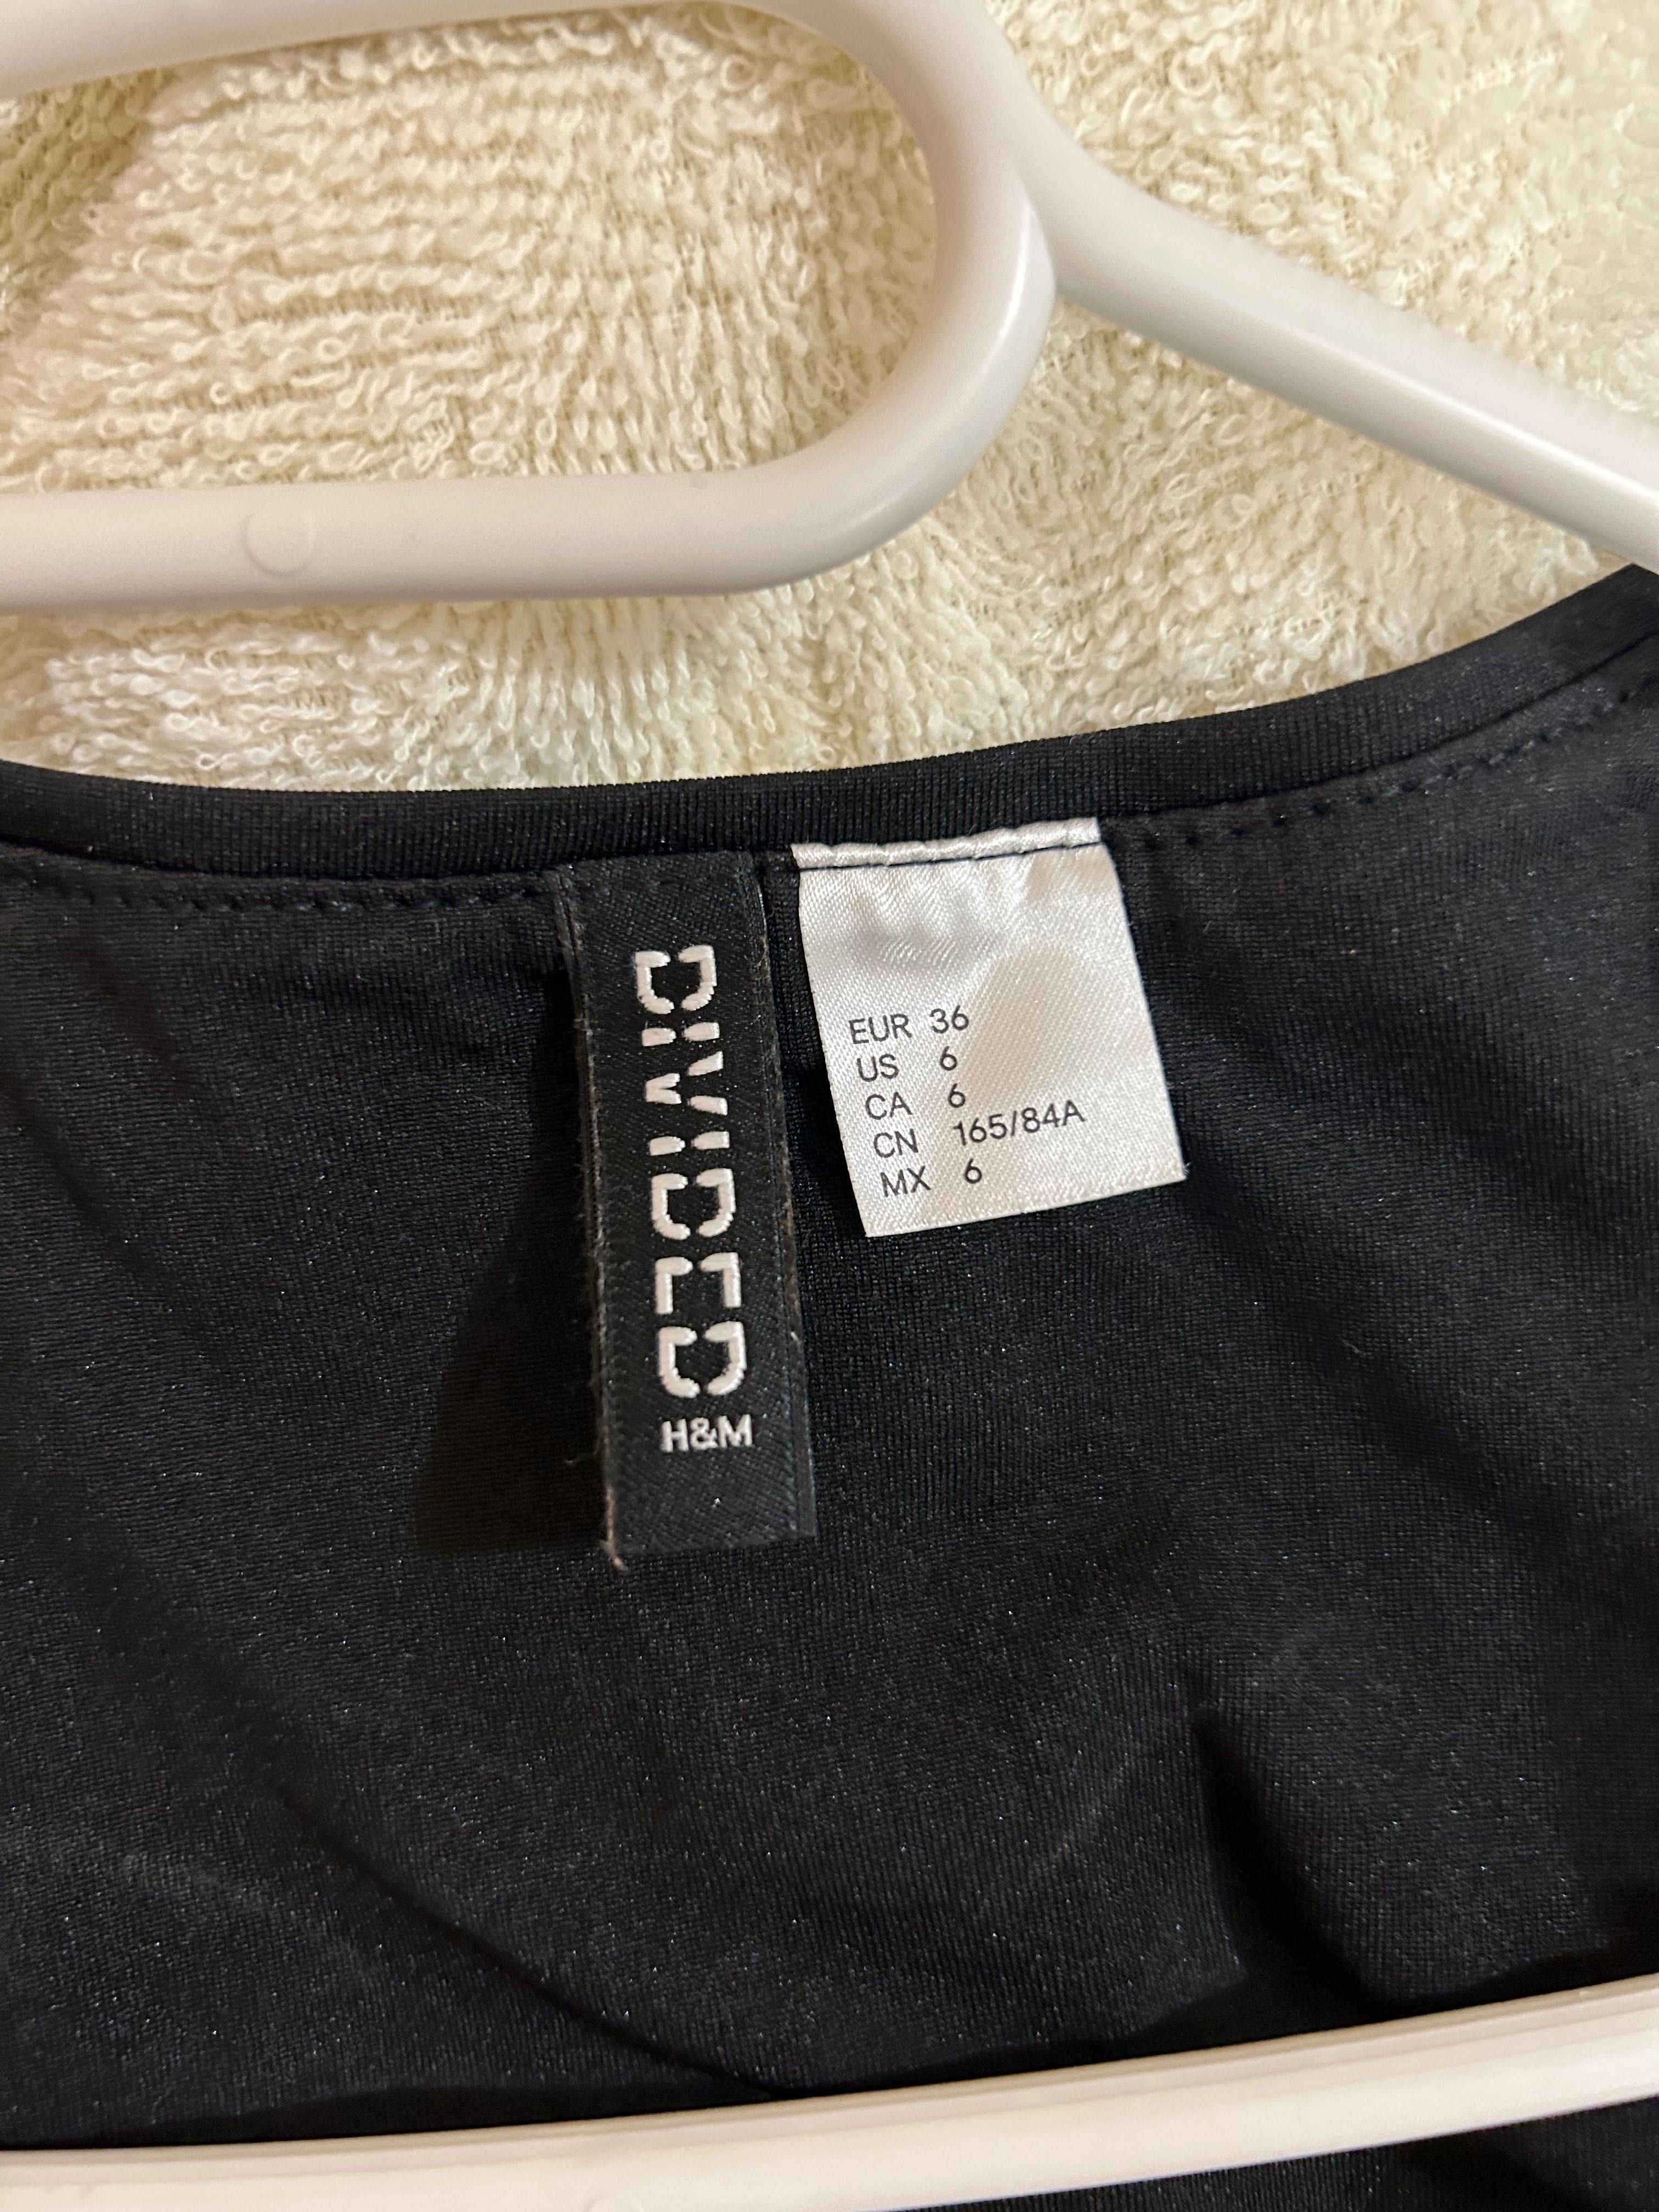 DIVIDED
H&M
EUR 36
US 6
CA 6
CN 165/84A
MX 6